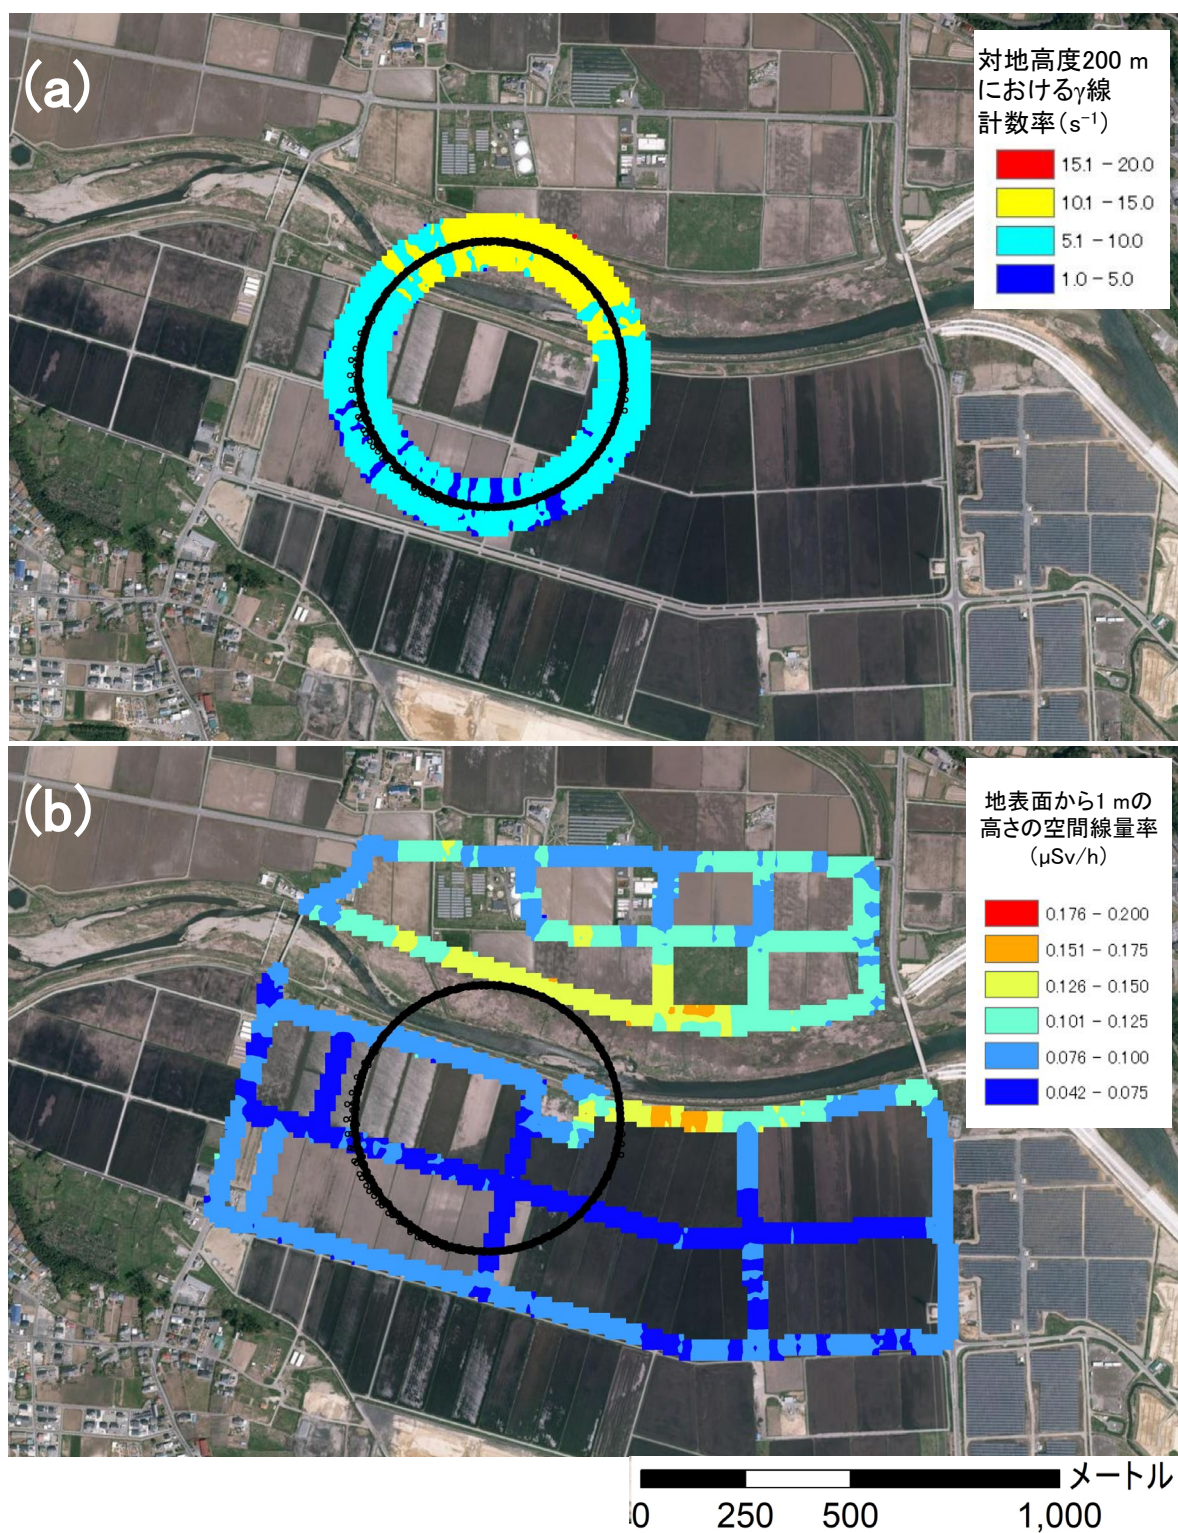 (a)
対地高度200 m
におけるγ線
計数率(s⁻¹)
15.1 - 20.0
10.1 - 15.0
5.1 - 10.0
1.0 - 5.0
(b)
地表面から1 mの
高さの空間線量率
(μSv/h)
0.176 - 0.200
0.151 - 0.175
0.126 - 0.150
0.101 - 0.125
0.076 - 0.100
0.042 - 0.075
メートル
0 250 500 1,000